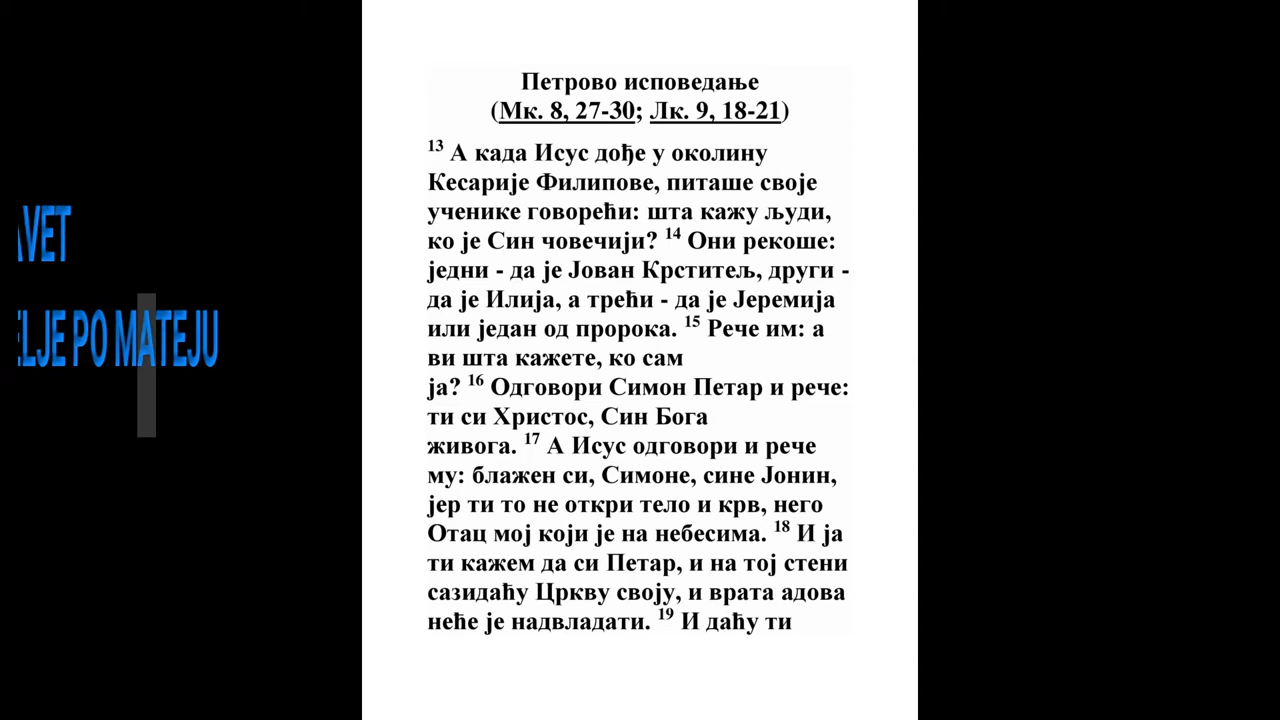 Петрово исповедање
(Мк. 8, 27-30; Лк. 9, 18-21)
13 А када Исус дође у околину
Кесарије Филипове, питаше своје
ученике говорећи: шта кажу људи,
ко је Син човечији? 14 Они рекоше:
једни - да је Јован Крститељ, други -
да је Илија, а трећи - да је Јеремија
или један од пророка. 15 Рече им: а
ви шта кажете, ко сам
ја? 16 Одговори Симон Петар и рече:
ти си Христос, Син Бога
живога. 17 А Исус одговори и рече
му: блажен си, Симоне, сине Јонин,
јер ти то не откри тело и крв, него
Отац мој који је на небесима. 18 И ја
ти кажем да си Петар, и на тој стени
сазидаћу Цркву своју, и врата адова
неће је надвладати. 19 И даћу ти
VET
LJE PO MATEJU